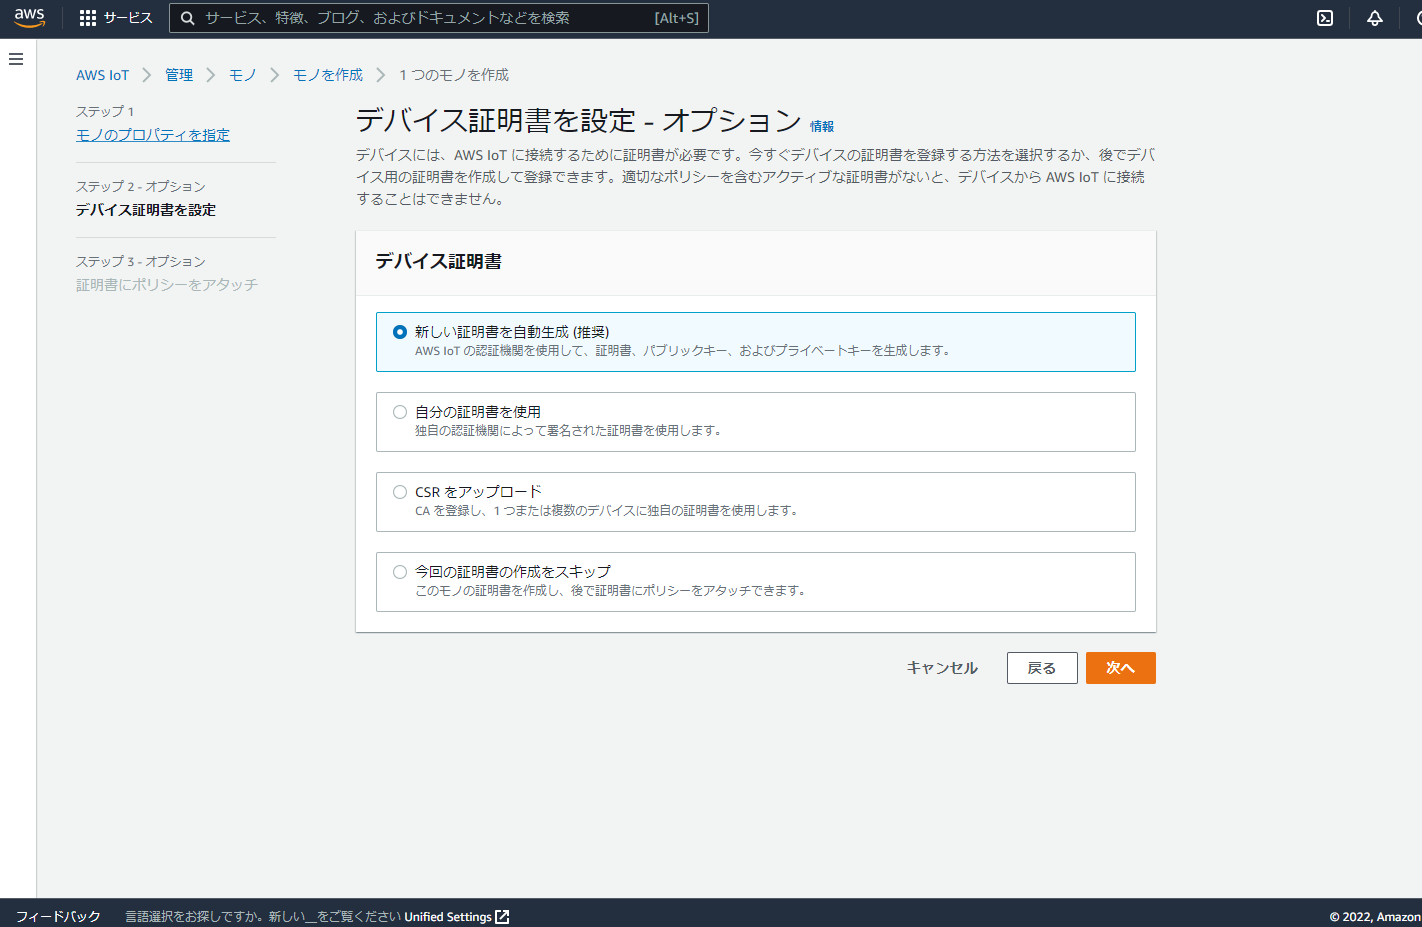 aws
サービス
サービス、特徴、ブログ、およびドキュメントなどを検索
[Alt+S]
AWS IoT
管理
モノ
モノを作成
1 つのモノを作成
ステップ 1
モノのプロパティを指定
ステップ 2 - オプション
デバイス証明書を設定
ステップ 3 - オプション
証明書にポリシーをアタッチ
デバイス証明書を設定 - オプション 情報
デバイスには、AWS IoT に接続するために証明書が必要です。今すぐデバイスの証明書を登録する方法を選択するか、後でデバ
イス用の証明書を作成して登録できます。適切なポリシーを含むアクティブな証明書がないと、デバイスから AWS IoT に接続
することはできません。
デバイス証明書
新しい証明書を自動生成 (推奨)
AWS IoT の認証機関を使用して、証明書、パブリックキー、およびプライベートキーを生成します。
自分の証明書を使用
独自の認証機関によって署名された証明書を使用します。
CSR をアップロード
CA を登録し、1 つまたは複数のデバイスに独自の証明書を使用します。
今回の証明書の作成をスキップ
このモノの証明書を作成し、後で証明書にポリシーをアタッチできます。
キャンセル
戻る
次へ
フィードバック
言語選択をお探しですか。新しい__をご覧ください Unified Settings
© 2022, Amazon